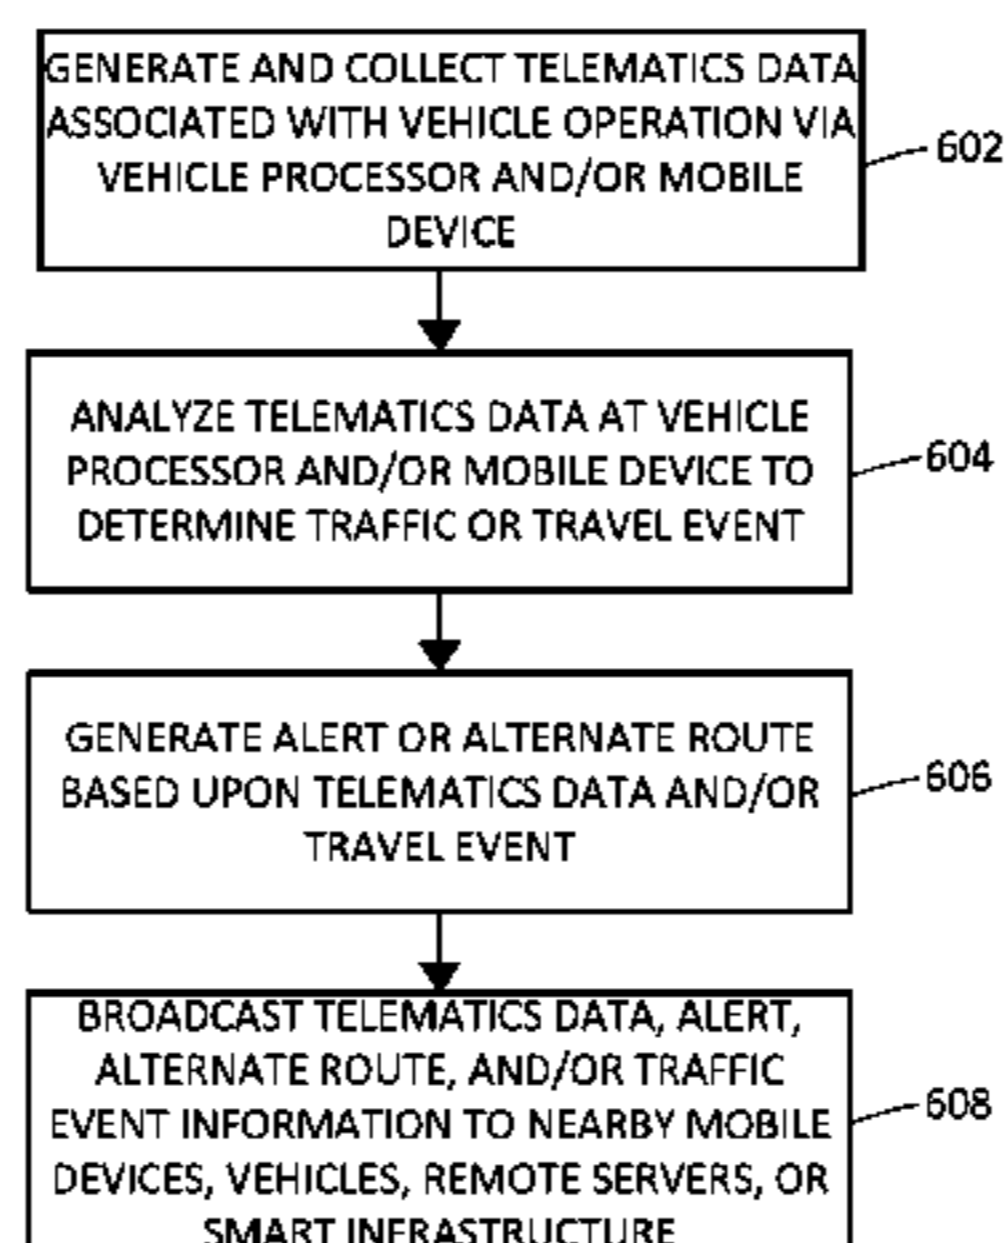 GENERATE AND COLLECT TELEMATICS DATA
ASSOCIATED WITH VEHICLE OPERATION VIA
VEHICLE PROCESSOR AND/OR MOBILE
DEVICE
602
ANALYZE TELEMATICS DATA AT VEHICLE
PROCESSOR AND/OR MOBILE DEVICE TO
DETERMINE TRAFFIC OR TRAVEL EVENT
604
GENERATE ALERT OR ALTERNATE ROUTE
BASED UPON TELEMATICS DATA AND/OR
TRAVEL EVENT
606
BROADCAST TELEMATICS DATA, ALERT,
ALTERNATE ROUTE, AND/OR TRAFFIC
EVENT INFORMATION TO NEARBY MOBILE
DEVICES, VEHICLES, REMOTE SERVERS, OR
SMART INFRASTRUCTURE
608